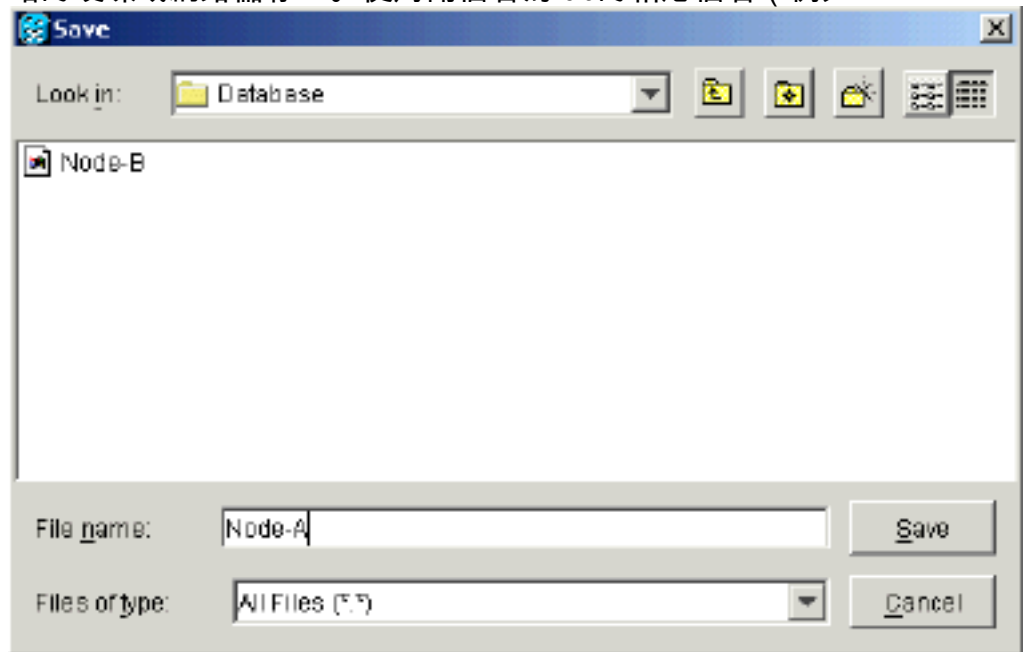 Save
Look in: Database
Node-B
File name: Node-A Save
Files of type: All Files (*.*) Cancel